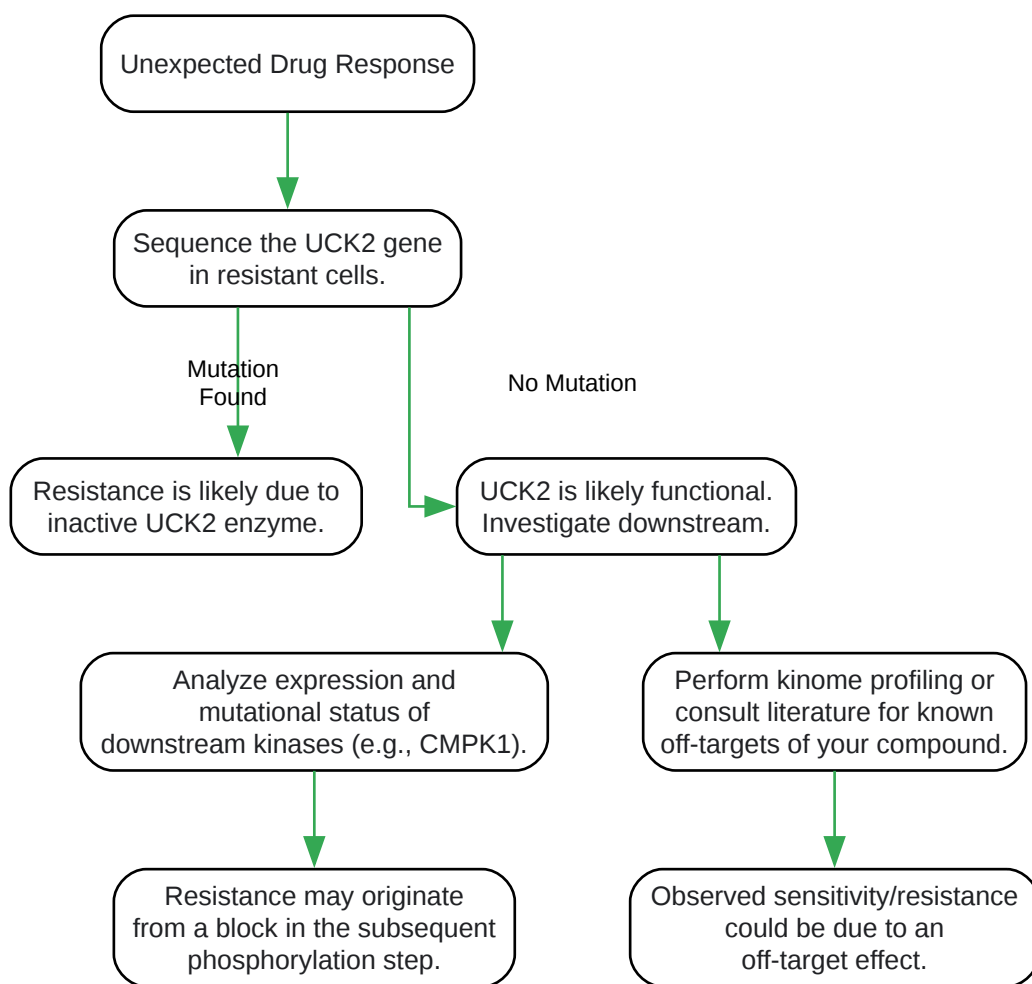 Unexpected Drug Response
Sequence the UCK2 gene
in resistant cells.
Mutation
Found
No Mutation
Resistance is likely due to
inactive UCK2 enzyme.
UCK2 is likely functional.
Investigate downstream.
Analyze expression and
mutational status of
downstream kinases (e.g., CMPK1).
Perform kinome profiling or
consult literature for known
off-targets of your compound.
Resistance may originate
from a block in the subsequent
phosphorylation step.
Observed sensitivity/resistance
could be due to an
off-target effect.